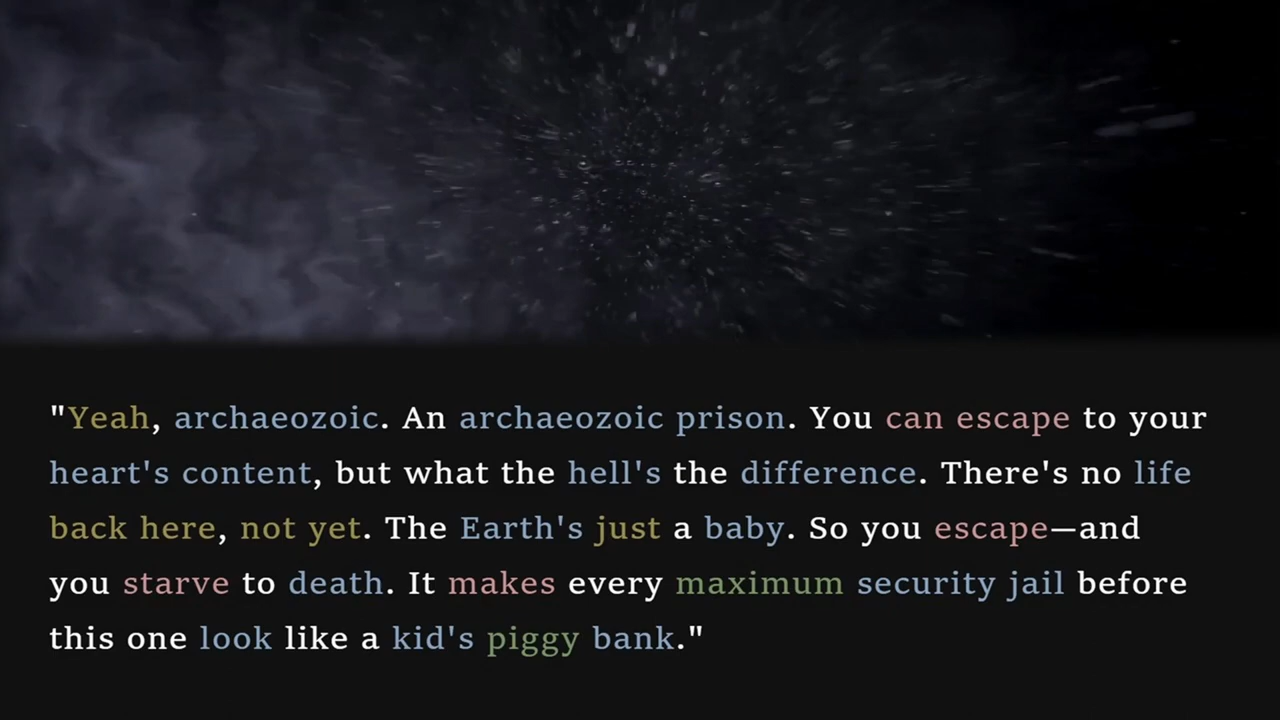 "Yeah, archaeozoic. An archaeozoic prison. You can escape to your
heart's content, but what the hell's the difference. There's no life
back here, not yet. The Earth's just a baby. So you escape—and
you starve to death. It makes every maximum security jail before
this one look like a kid's piggy bank."